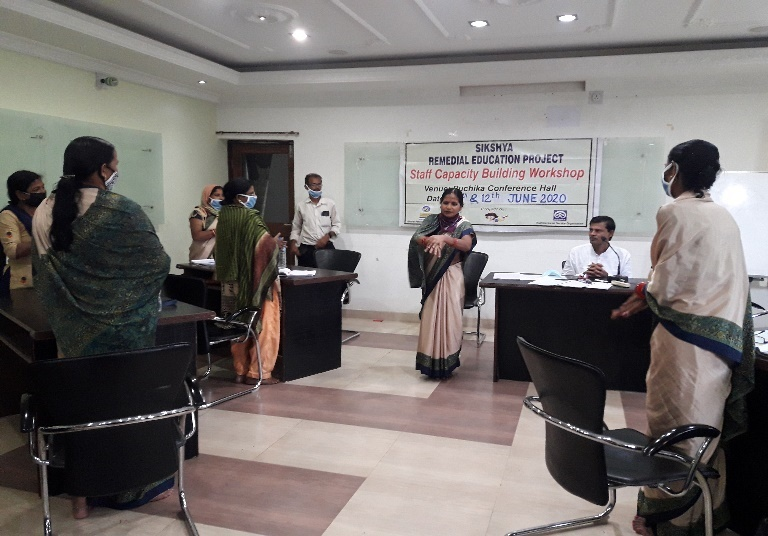 SIKSHYA
REMEDIAL EDUCATION PROJECT
Staff Capacity Building Workshop
Venue: Ruchika Conference Hall
& 12th JUNE 2020